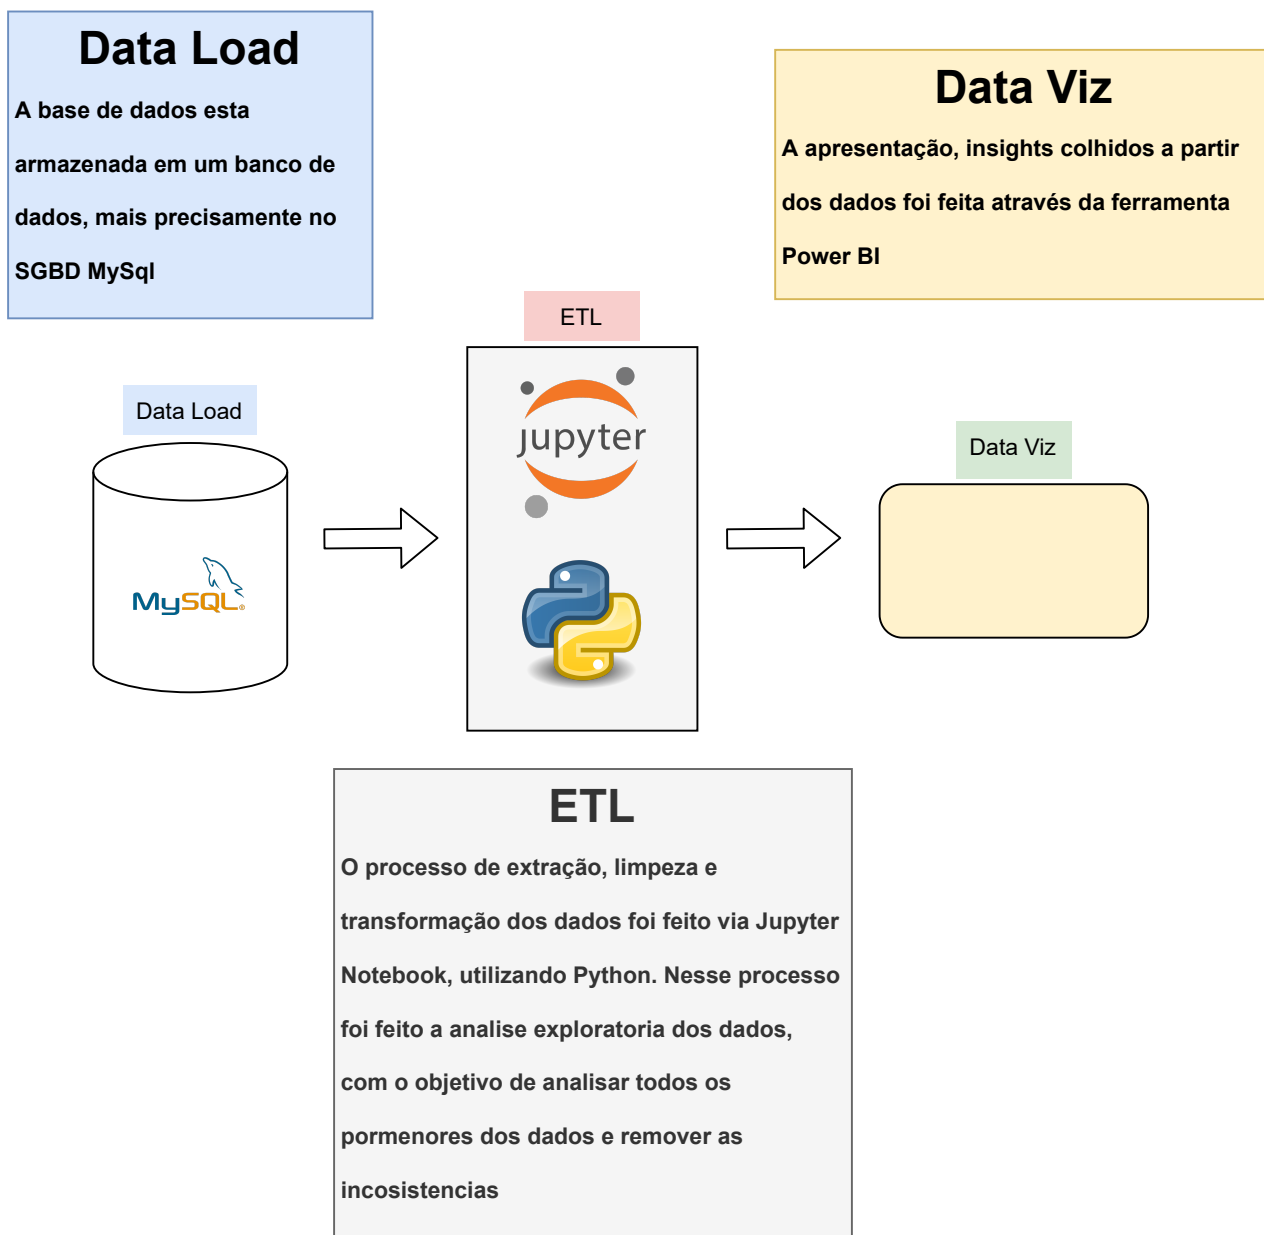 Data Load
A base de dados esta
armazenada em um banco de
dados, mais precisamente no
SGBD MySql
Data Viz
A apresentação, insights colhidos a partir
dos dados foi feita através da ferramenta
Power BI
ETL
Data Load
jupyter
Data Viz
MySQL®
ETL
O processo de extração, limpeza e
transformação dos dados foi feito via Jupyter
Notebook, utilizando Python. Nesse processo
foi feito a analise exploratoria dos dados,
com o objetivo de analisar todos os
pormenores dos dados e remover as
incosistencias